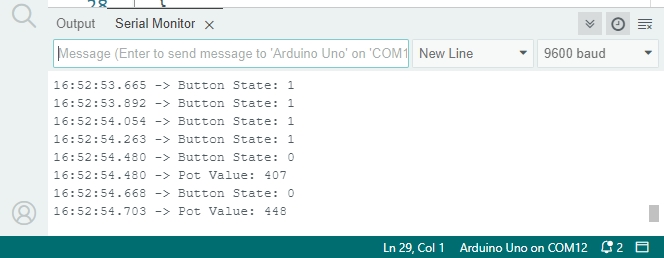 28
Output Serial Monitor ×
Message (Enter to send message to 'Arduino Uno' on 'COM1
New Line
9600 baud
16:52:53.665 -> Button State: 1
16:52:53.892 -> Button State: 1
16:52:54.054 -> Button State: 1
16:52:54.263 -> Button State: 1
16:52:54.480 -> Button State: 0
16:52:54.480 -> Pot Value: 407
16:52:54.668 -> Button State: 0
16:52:54.703 -> Pot Value: 448
Ln 29, Col 1 Arduino Uno on COM12 2